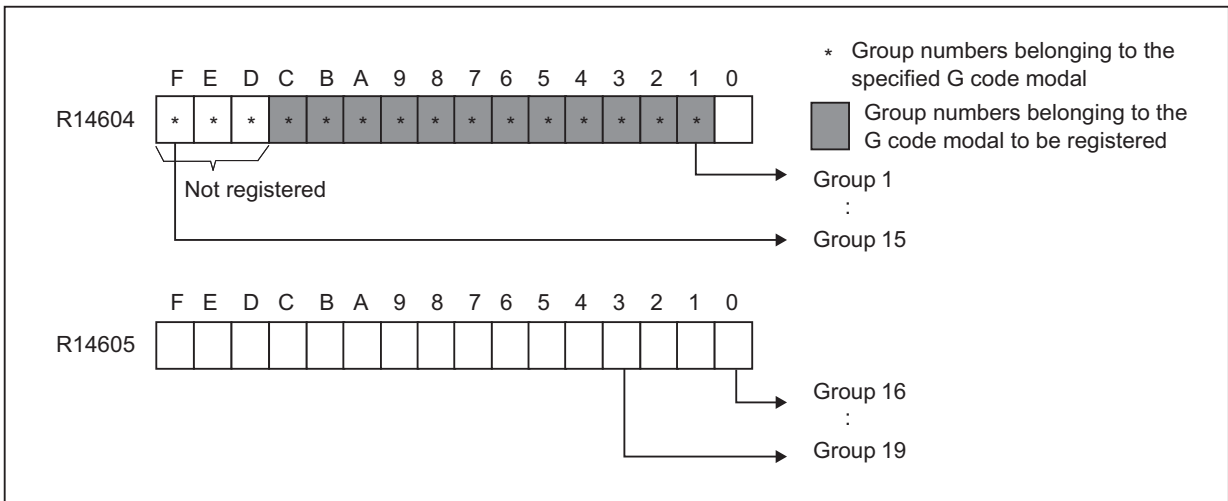 F E D C B A 9 8 7 6 5 4 3 2 1 0
* Group numbers belonging to the
specified G code modal
R14604 * * * * * * * * * * * * * * *
Group numbers belonging to the
G code modal to be registered
Not registered
Group 1
:
Group 15
F E D C B A 9 8 7 6 5 4 3 2 1 0
R14605
Group 16
:
Group 19